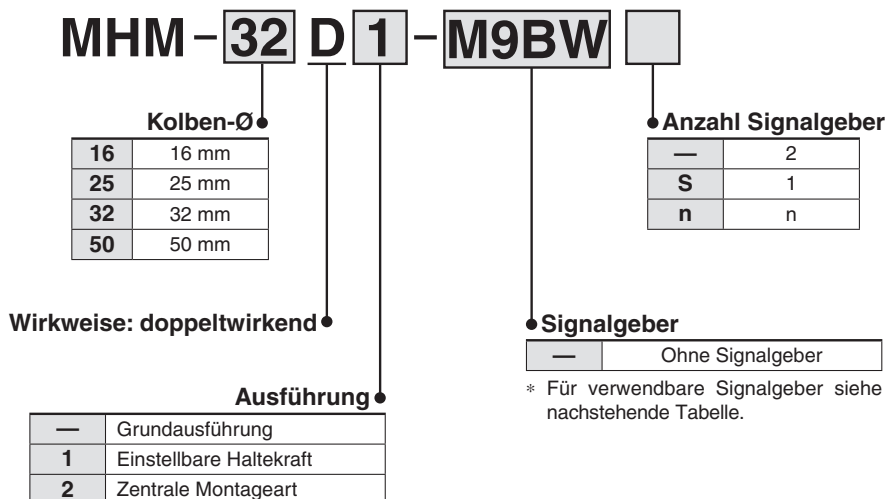 MHM-32D1-M9BW
Kolben-Ø
16 16 mm
25 25 mm
32 32 mm
50 50 mm
Anzahl Signalgeber
— 2
S 1
n n
Wirkweise: doppeltwirkend
Signalgeber
— Ohne Signalgeber
* Für verwendbare Signalgeber siehe
nachstehende Tabelle.
Ausführung
— Grundausführung
1 Einstellbare Haltekraft
2 Zentrale Montageart